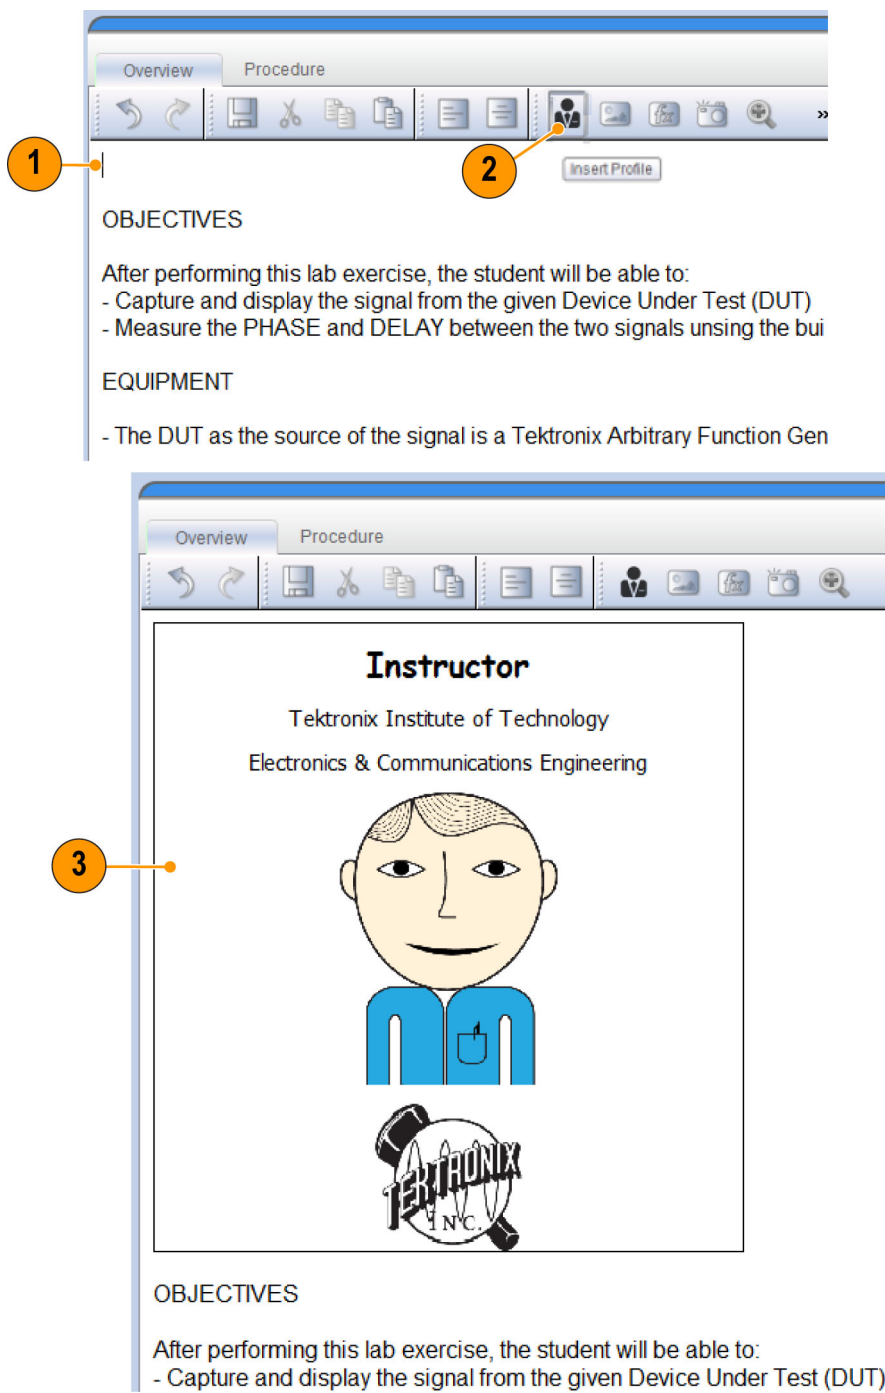 Overview Procedure
fx »
1
2
Insert Profile
OBJECTIVES
After performing this lab exercise, the student will be able to:
- Capture and display the signal from the given Device Under Test (DUT)
- Measure the PHASE and DELAY between the two signals unsing the bui
EQUIPMENT
- The DUT as the source of the signal is a Tektronix Arbitrary Function Gen
Overview Procedure
fx
Instructor
Tektronix Institute of Technology
Electronics & Communications Engineering
3
TEKTRONIX
INC.
OBJECTIVES
After performing this lab exercise, the student will be able to:
- Capture and display the signal from the given Device Under Test (DUT)